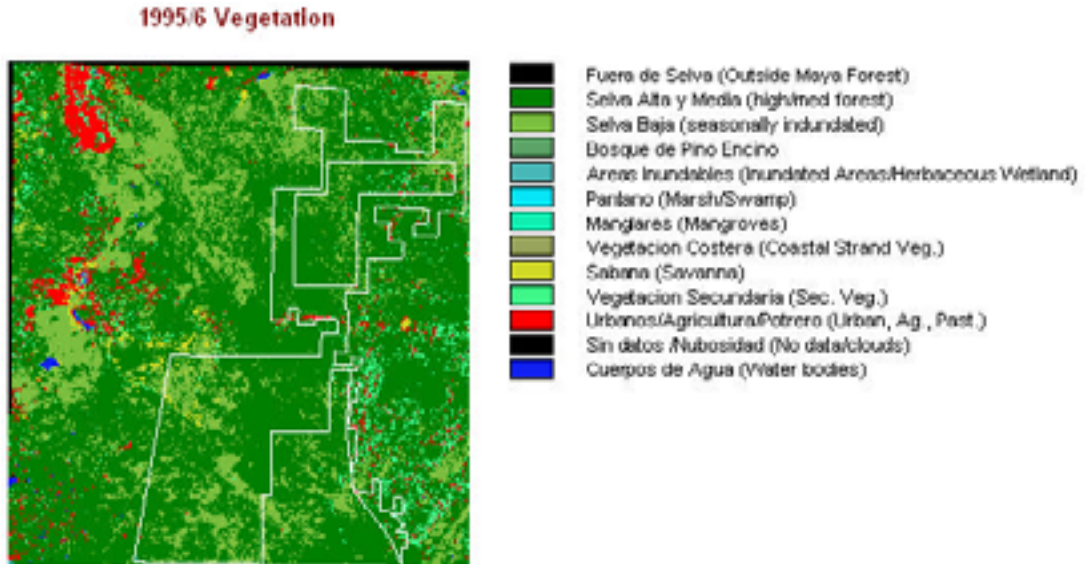 1995/6 Vegetation
Fuera de Selva (Outside Maya Forest)
Selva Alta y Media (high/med forest)
Selva Baja (seasonally indundated)
Bosque de Pino Encino
Areas Inundables (Inundated Areas/Herbaceous Wetland)
Pantano (Marsh/Swamp)
Manglares (Mangroves)
Vegetacion Costera (Coastal Strand Veg.)
Sabana (Savanna)
Vegetacion Secundaria (Sec. Veg.)
Urbanos/Agricultura/Potrero (Urban, Ag., Past.)
Sin datos /Nubosidad (No data/clouds)
Cuerpos de Agua (Water bodies)